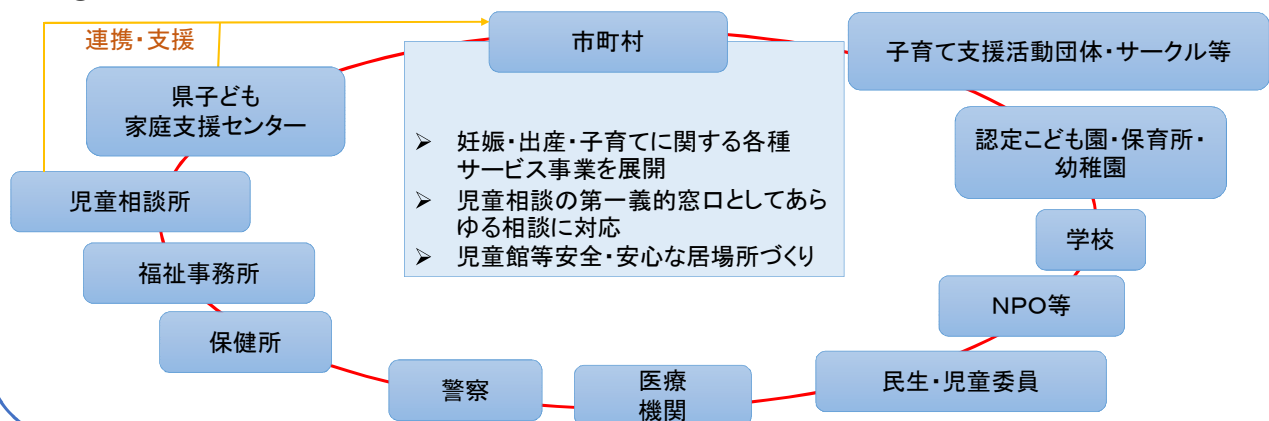 連携・支援
市町村
子育て支援活動団体・サークル等
県子ども
家庭支援センター
➢ 妊娠・出産・子育てに関する各種
サービス事業を展開
➢ 児童相談の第一義的窓口としてあら
ゆる相談に対応
➢ 児童館等安全・安心な居場所づくり
認定こども園・保育所・
幼稚園
児童相談所
学校
福祉事務所
NPO等
保健所
民生・児童委員
警察
医療
機関